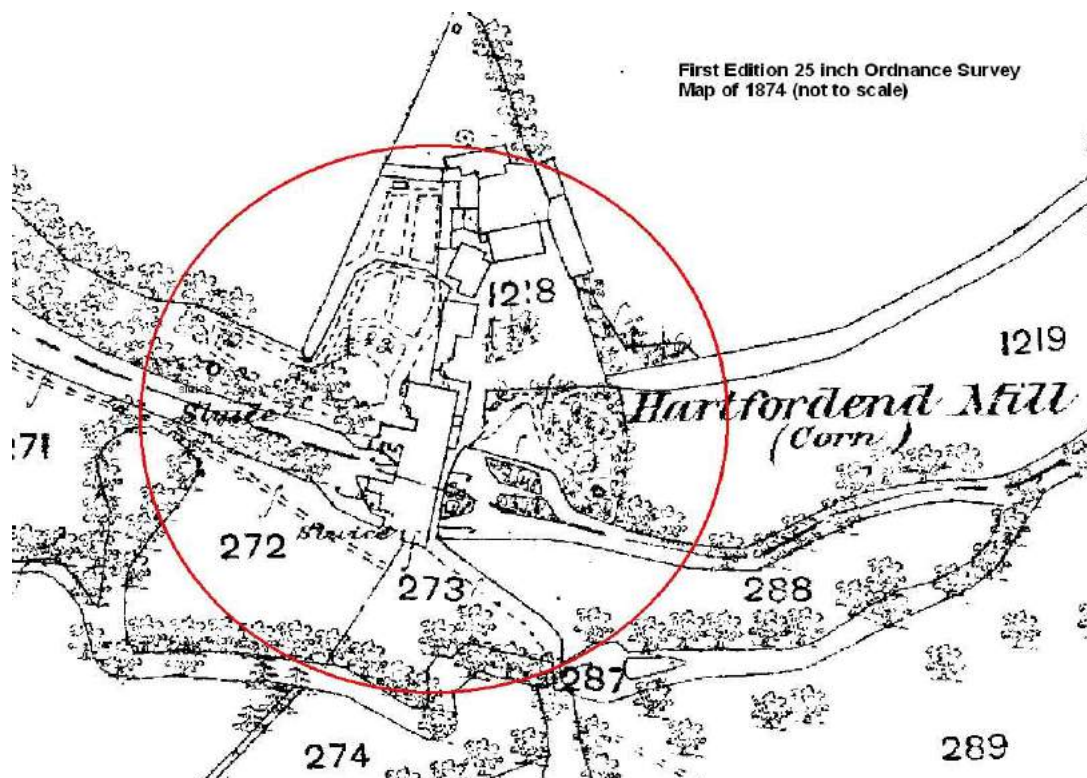 First Edition 25 inch Ordnance Survey
Map of 1874 (not to scale)
1218
1219
Hartfordend Mill
(Corn)
Sluice
271
272
Sluice
273
288
287
274
289